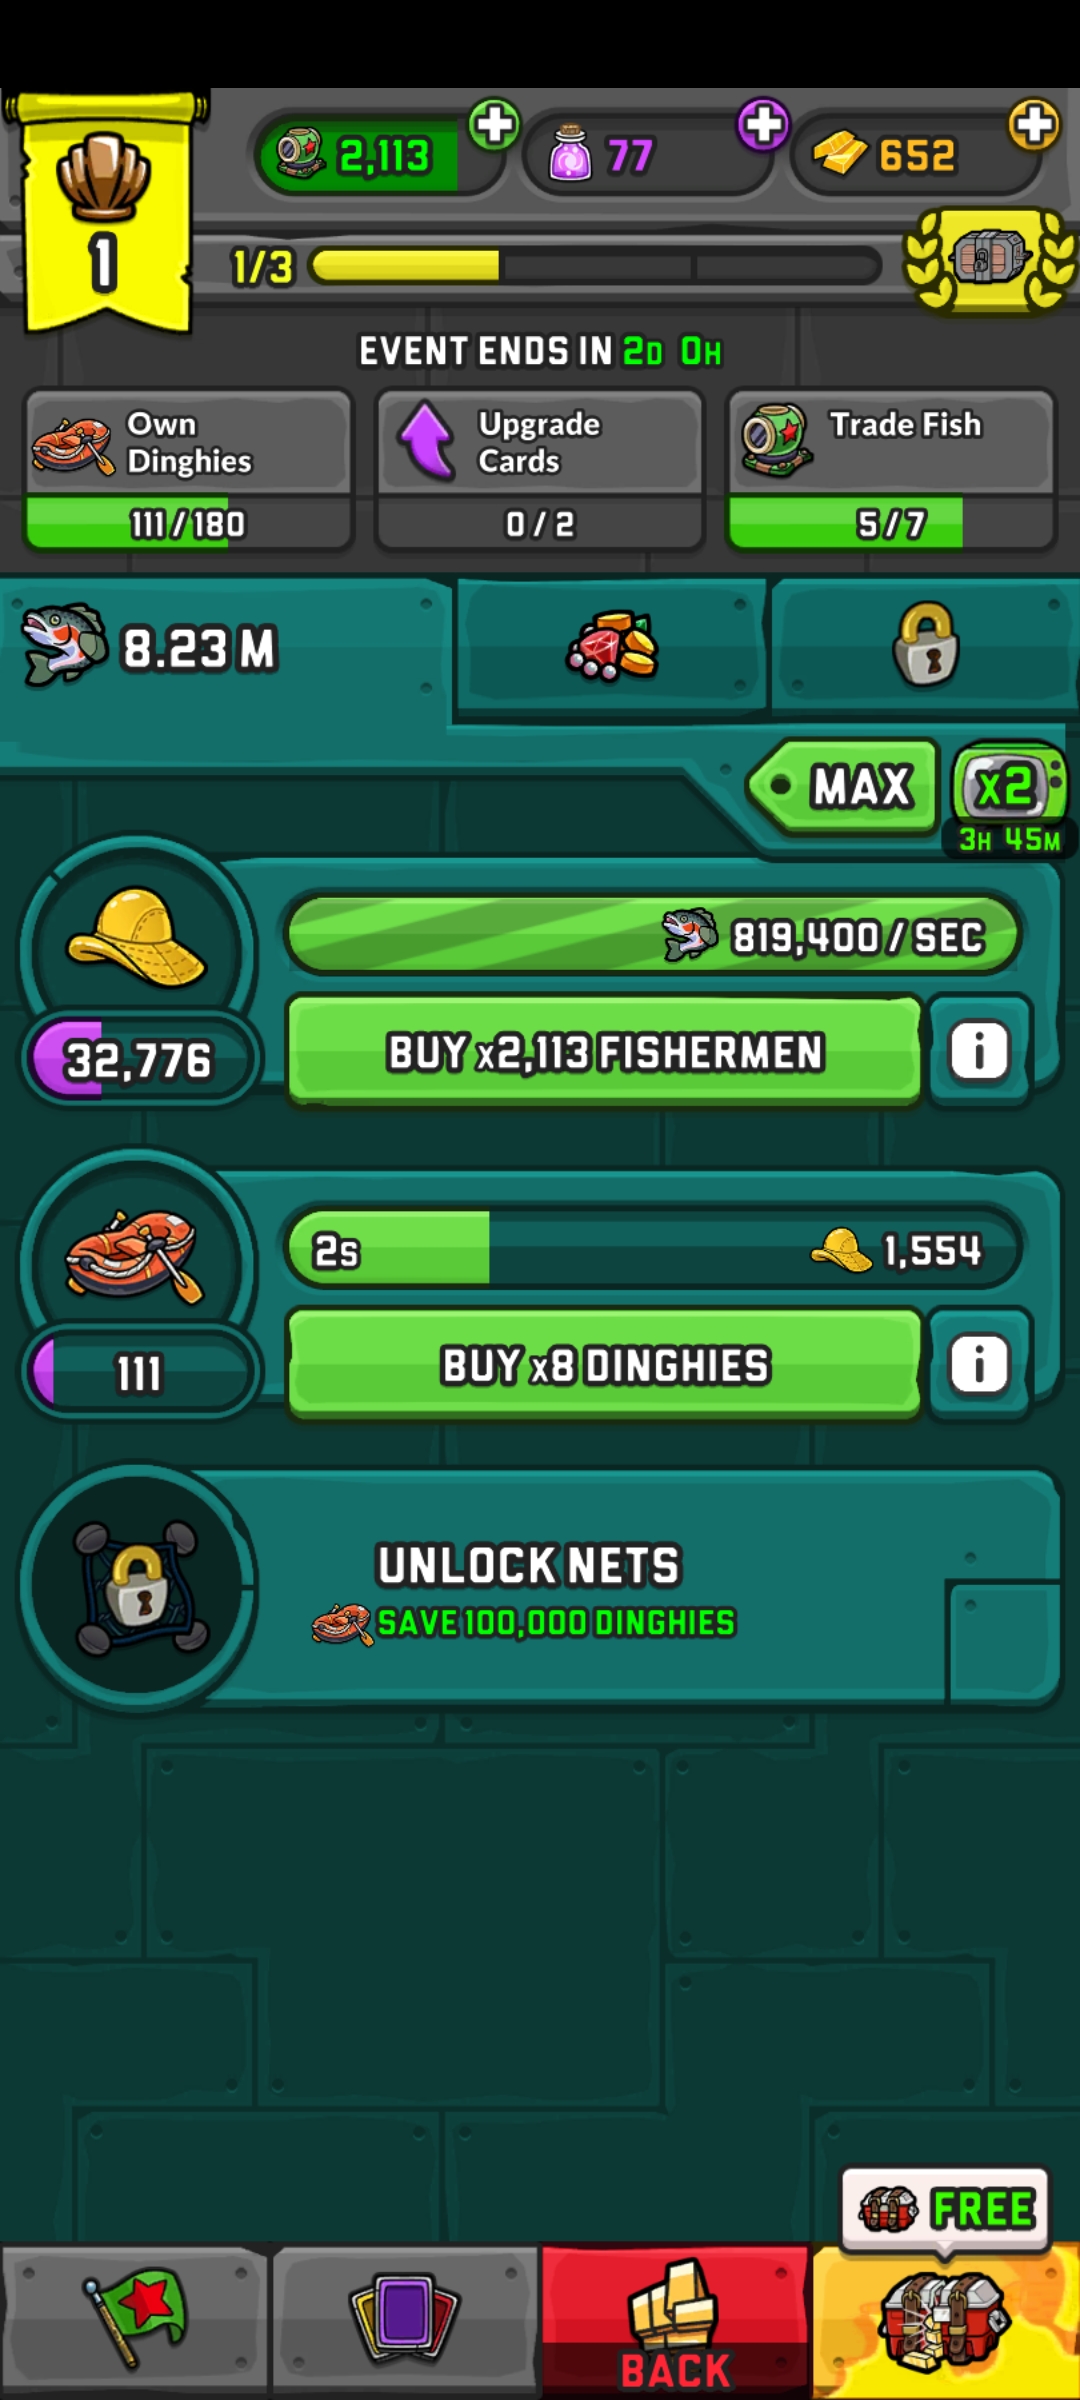 2,113
77
652
1
1/3
EVENT ENDS IN 2D 0H
Own
Dinghies
111/180
Upgrade
Cards
0/2
Trade Fish
5/7
8.23 M
MAX
x2
3H 45M
819,400 / SEC
32,776
BUY x2,113 FISHERMEN
i
2s
1,554
111
BUY x8 DINGHIES
i
UNLOCK NETS
SAVE 100,000 DINGHIES
FREE
BACK